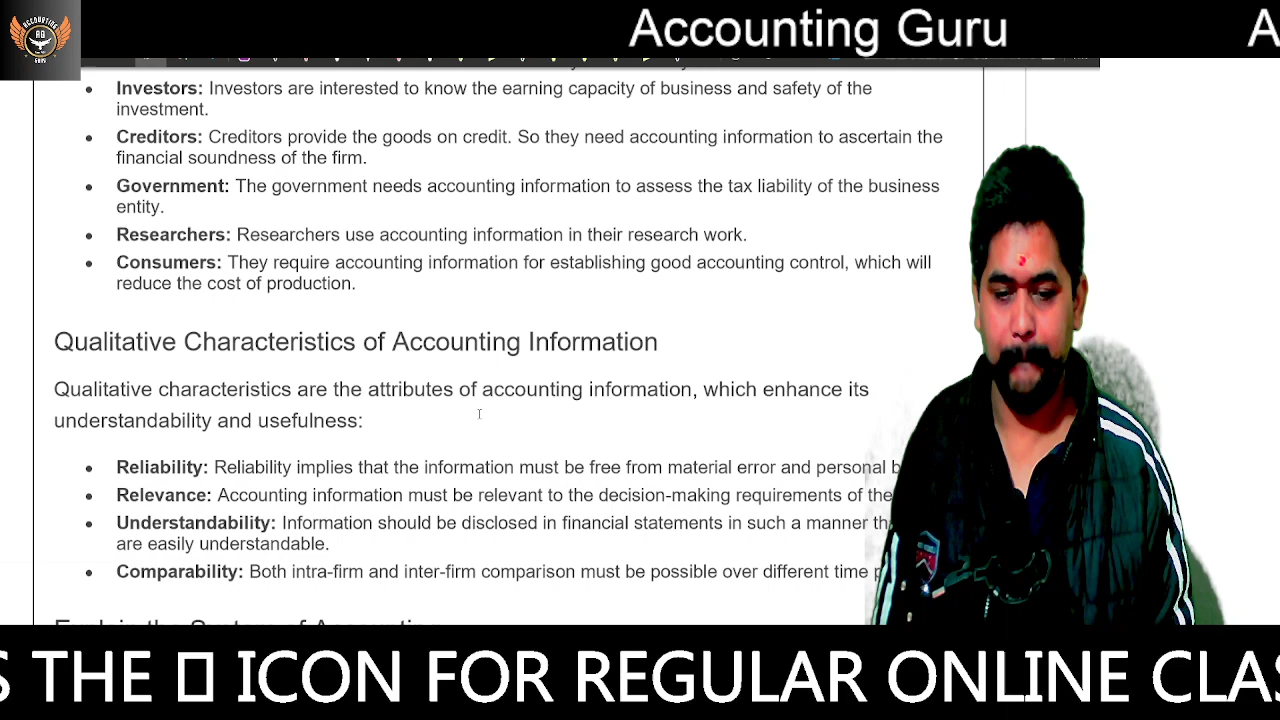 Accounting Guru
A
ACCOUNTING
AG
GURU
Investors: Investors are interested to know the earning capacity of business and safety of the
investment.
Creditors: Creditors provide the goods on credit. So they need accounting information to ascertain the
financial soundness of the firm.
Government: The government needs accounting information to assess the tax liability of the business
entity.
Researchers: Researchers use accounting information in their research work.
Consumers: They require accounting information for establishing good accounting control, which will
reduce the cost of production.
Qualitative Characteristics of Accounting Information
Qualitative characteristics are the attributes of accounting information, which enhance its
understandability and usefulness:
Reliability: Reliability implies that the information must be free from material error and personal b
Relevance: Accounting information must be relevant to the decision-making requirements of the
Understandability: Information should be disclosed in financial statements in such a manner th
are easily understandable.
Comparability: Both intra-firm and inter-firm comparison must be possible over different time p
S THE ICON FOR REGULAR ONLINE CLAS